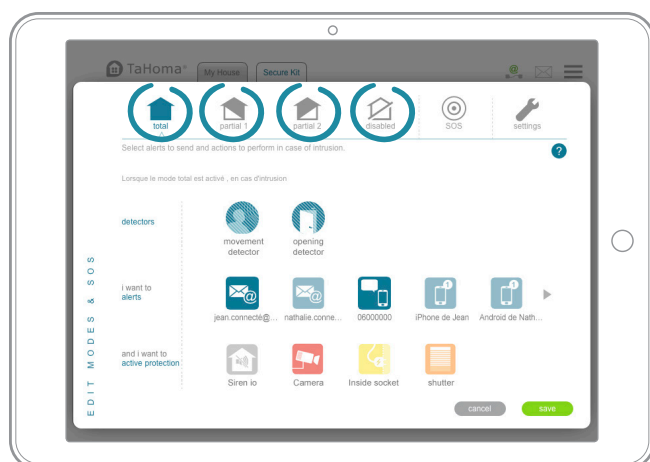 TaHoma®
My House
Secure Kit
@
total
partial 1
partial 2
disabled
SOS
settings
Select alerts to send and actions to perform in case of intrusion.
?
Lorsque le mode total est activé , en cas d'intrusion
detectors
movement
detector
opening
detector
EDIT MODES & SOS
i want to
alerts
@
@
1
1
jean.connecté@...
nathalie.conne...
06000000
iPhone de Jean
Android de Nath...
and i want to
active protection
Siren io
Camera
Inside socket
shutter
cancel
save